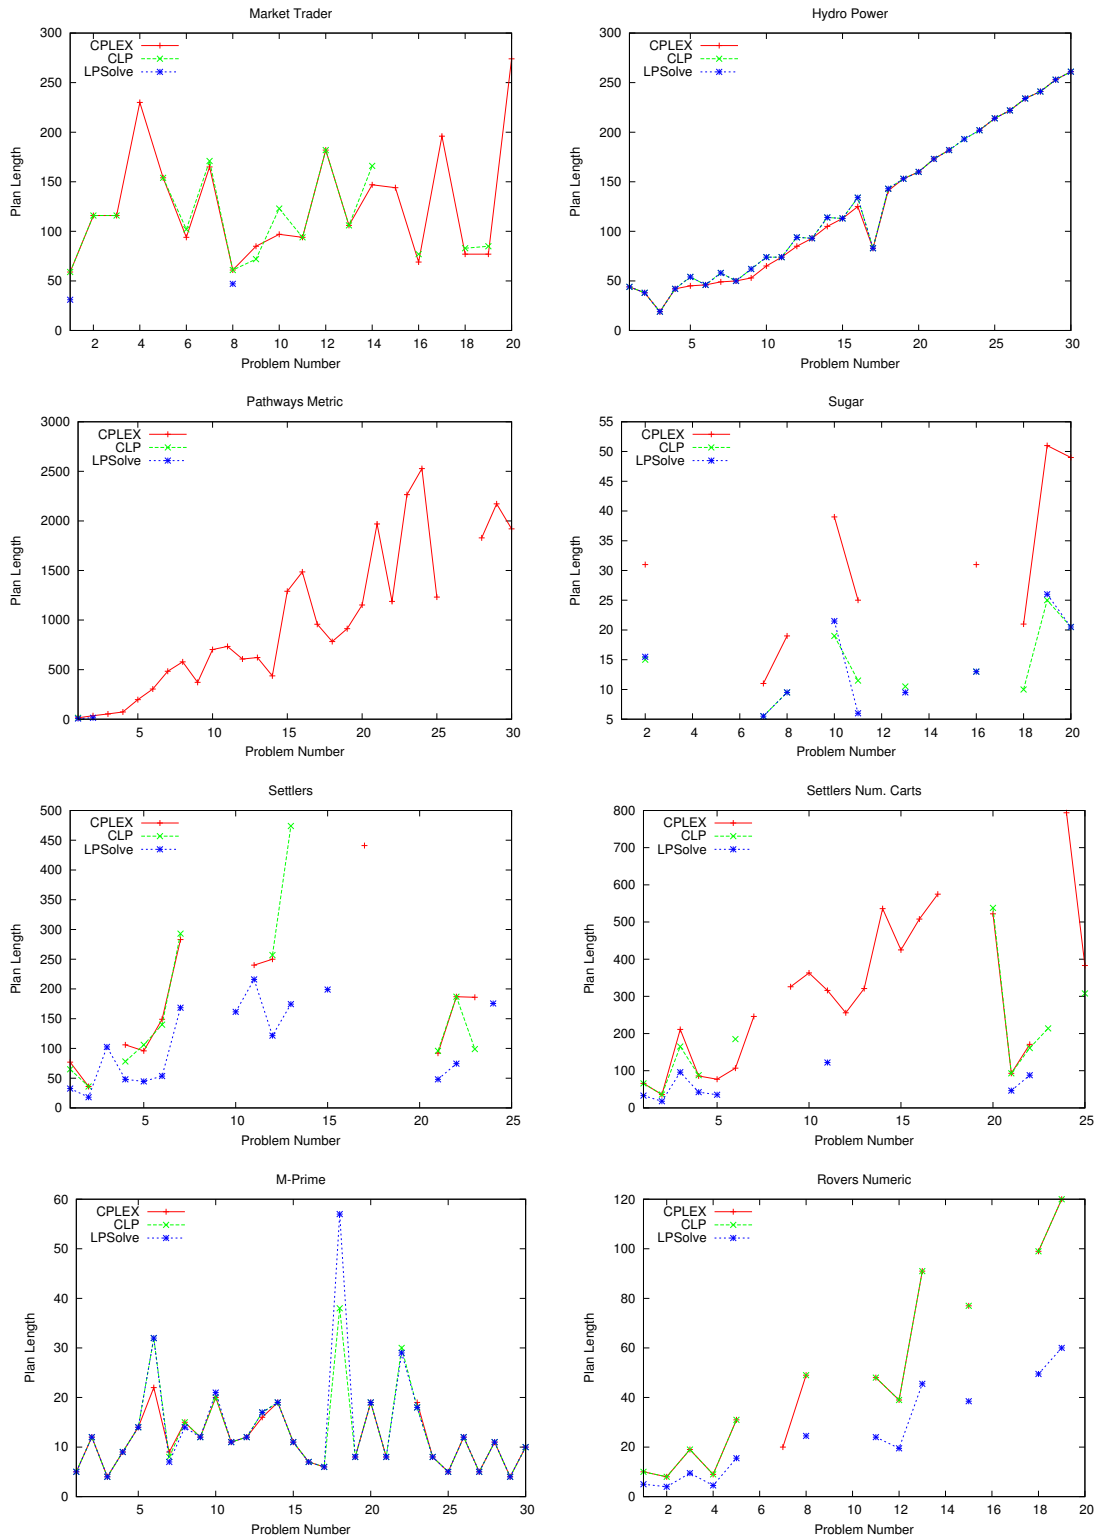 Market Trader
300
250
200
150
100
50
0
Plan Length
CPLEX
CLP
LPSolve
2 4 6 8 10 12 14 16 18 20
Problem Number
Hydro Power
300
250
200
150
100
50
0
Plan Length
CPLEX
CLP
LPSolve
5 10 15 20 25 30
Problem Number
Pathways Metric
3000
2500
2000
1500
1000
500
0
Plan Length
CPLEX
CLP
LPSolve
5 10 15 20 25 30
Problem Number
Sugar
55
50
45
40
35
30
25
20
15
10
5
Plan Length
CPLEX
CLP
LPSolve
2 4 6 8 10 12 14 16 18 20
Problem Number
Settlers
500
450
400
350
300
250
200
150
100
50
0
Plan Length
CPLEX
CLP
LPSolve
5 10 15 20 25
Problem Number
Settlers Num. Carts
800
700
600
500
400
300
200
100
0
Plan Length
CPLEX
CLP
LPSolve
5 10 15 20 25
Problem Number
M-Prime
60
50
40
30
20
10
0
Plan Length
CPLEX
CLP
LPSolve
5 10 15 20 25 30
Problem Number
Rovers Numeric
120
100
80
60
40
20
0
Plan Length
CPLEX
CLP
LPSolve
2 4 6 8 10 12 14 16 18 20
Problem Number